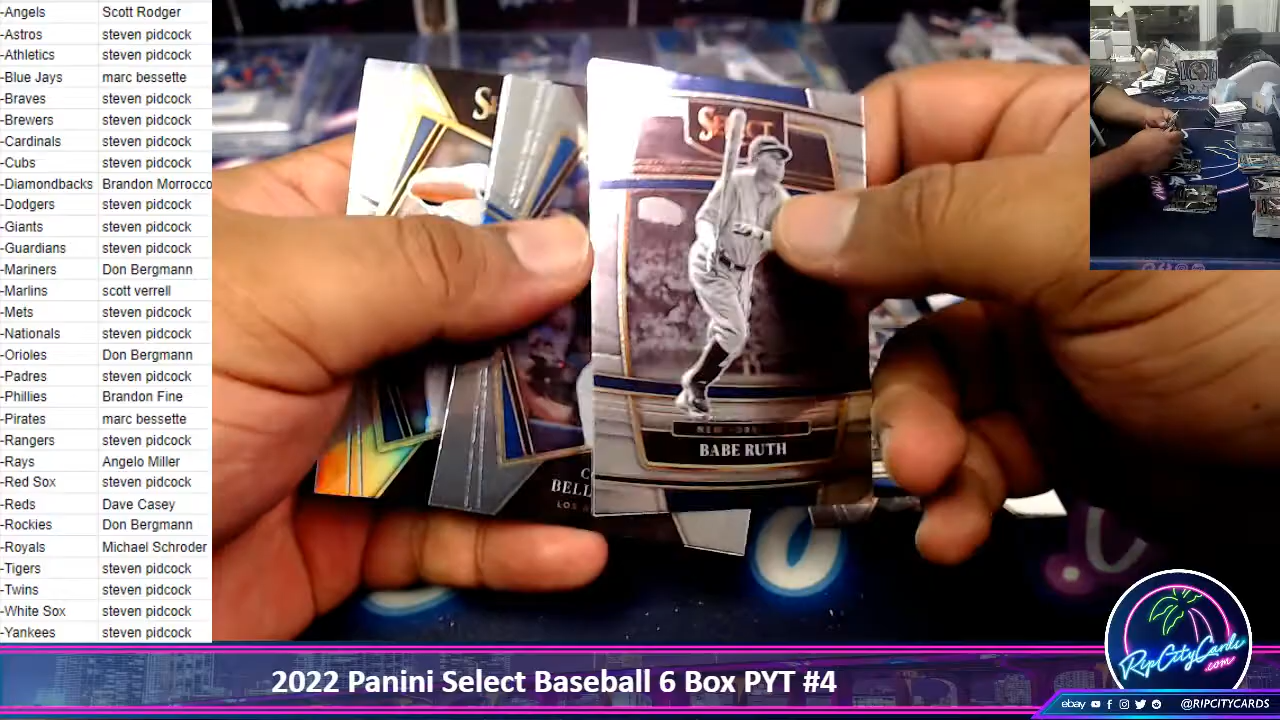 -Angels Scott Rodger
-Astros steven pidcock
-Athletics steven pidcock
-Blue Jays marc bessette
-Braves steven pidcock
-Brewers steven pidcock
-Cardinals steven pidcock
-Cubs steven pidcock
-Diamondbacks Brandon Morrocco
-Dodgers steven pidcock
-Giants steven pidcock
-Guardians steven pidcock
-Mariners Don Bergmann
-Marlins scott verrell
-Mets steven pidcock
-Nationals steven pidcock
-Orioles Don Bergmann
-Padres steven pidcock
-Phillies Brandon Fine
-Pirates marc bessette
-Rangers steven pidcock
-Rays Angelo Miller
-Red Sox steven pidcock
-Reds Dave Casey
-Rockies Don Bergmann
-Royals Michael Schroder
-Tigers steven pidcock
-Twins steven pidcock
-White Sox steven pidcock
-Yankees steven pidcock
SELECT
NEW YORK
BABE RUTH
BELL
RipCityCards
.com
2022 Panini Select Baseball 6 Box PYT #4
ebay @RIPCITYCARDS